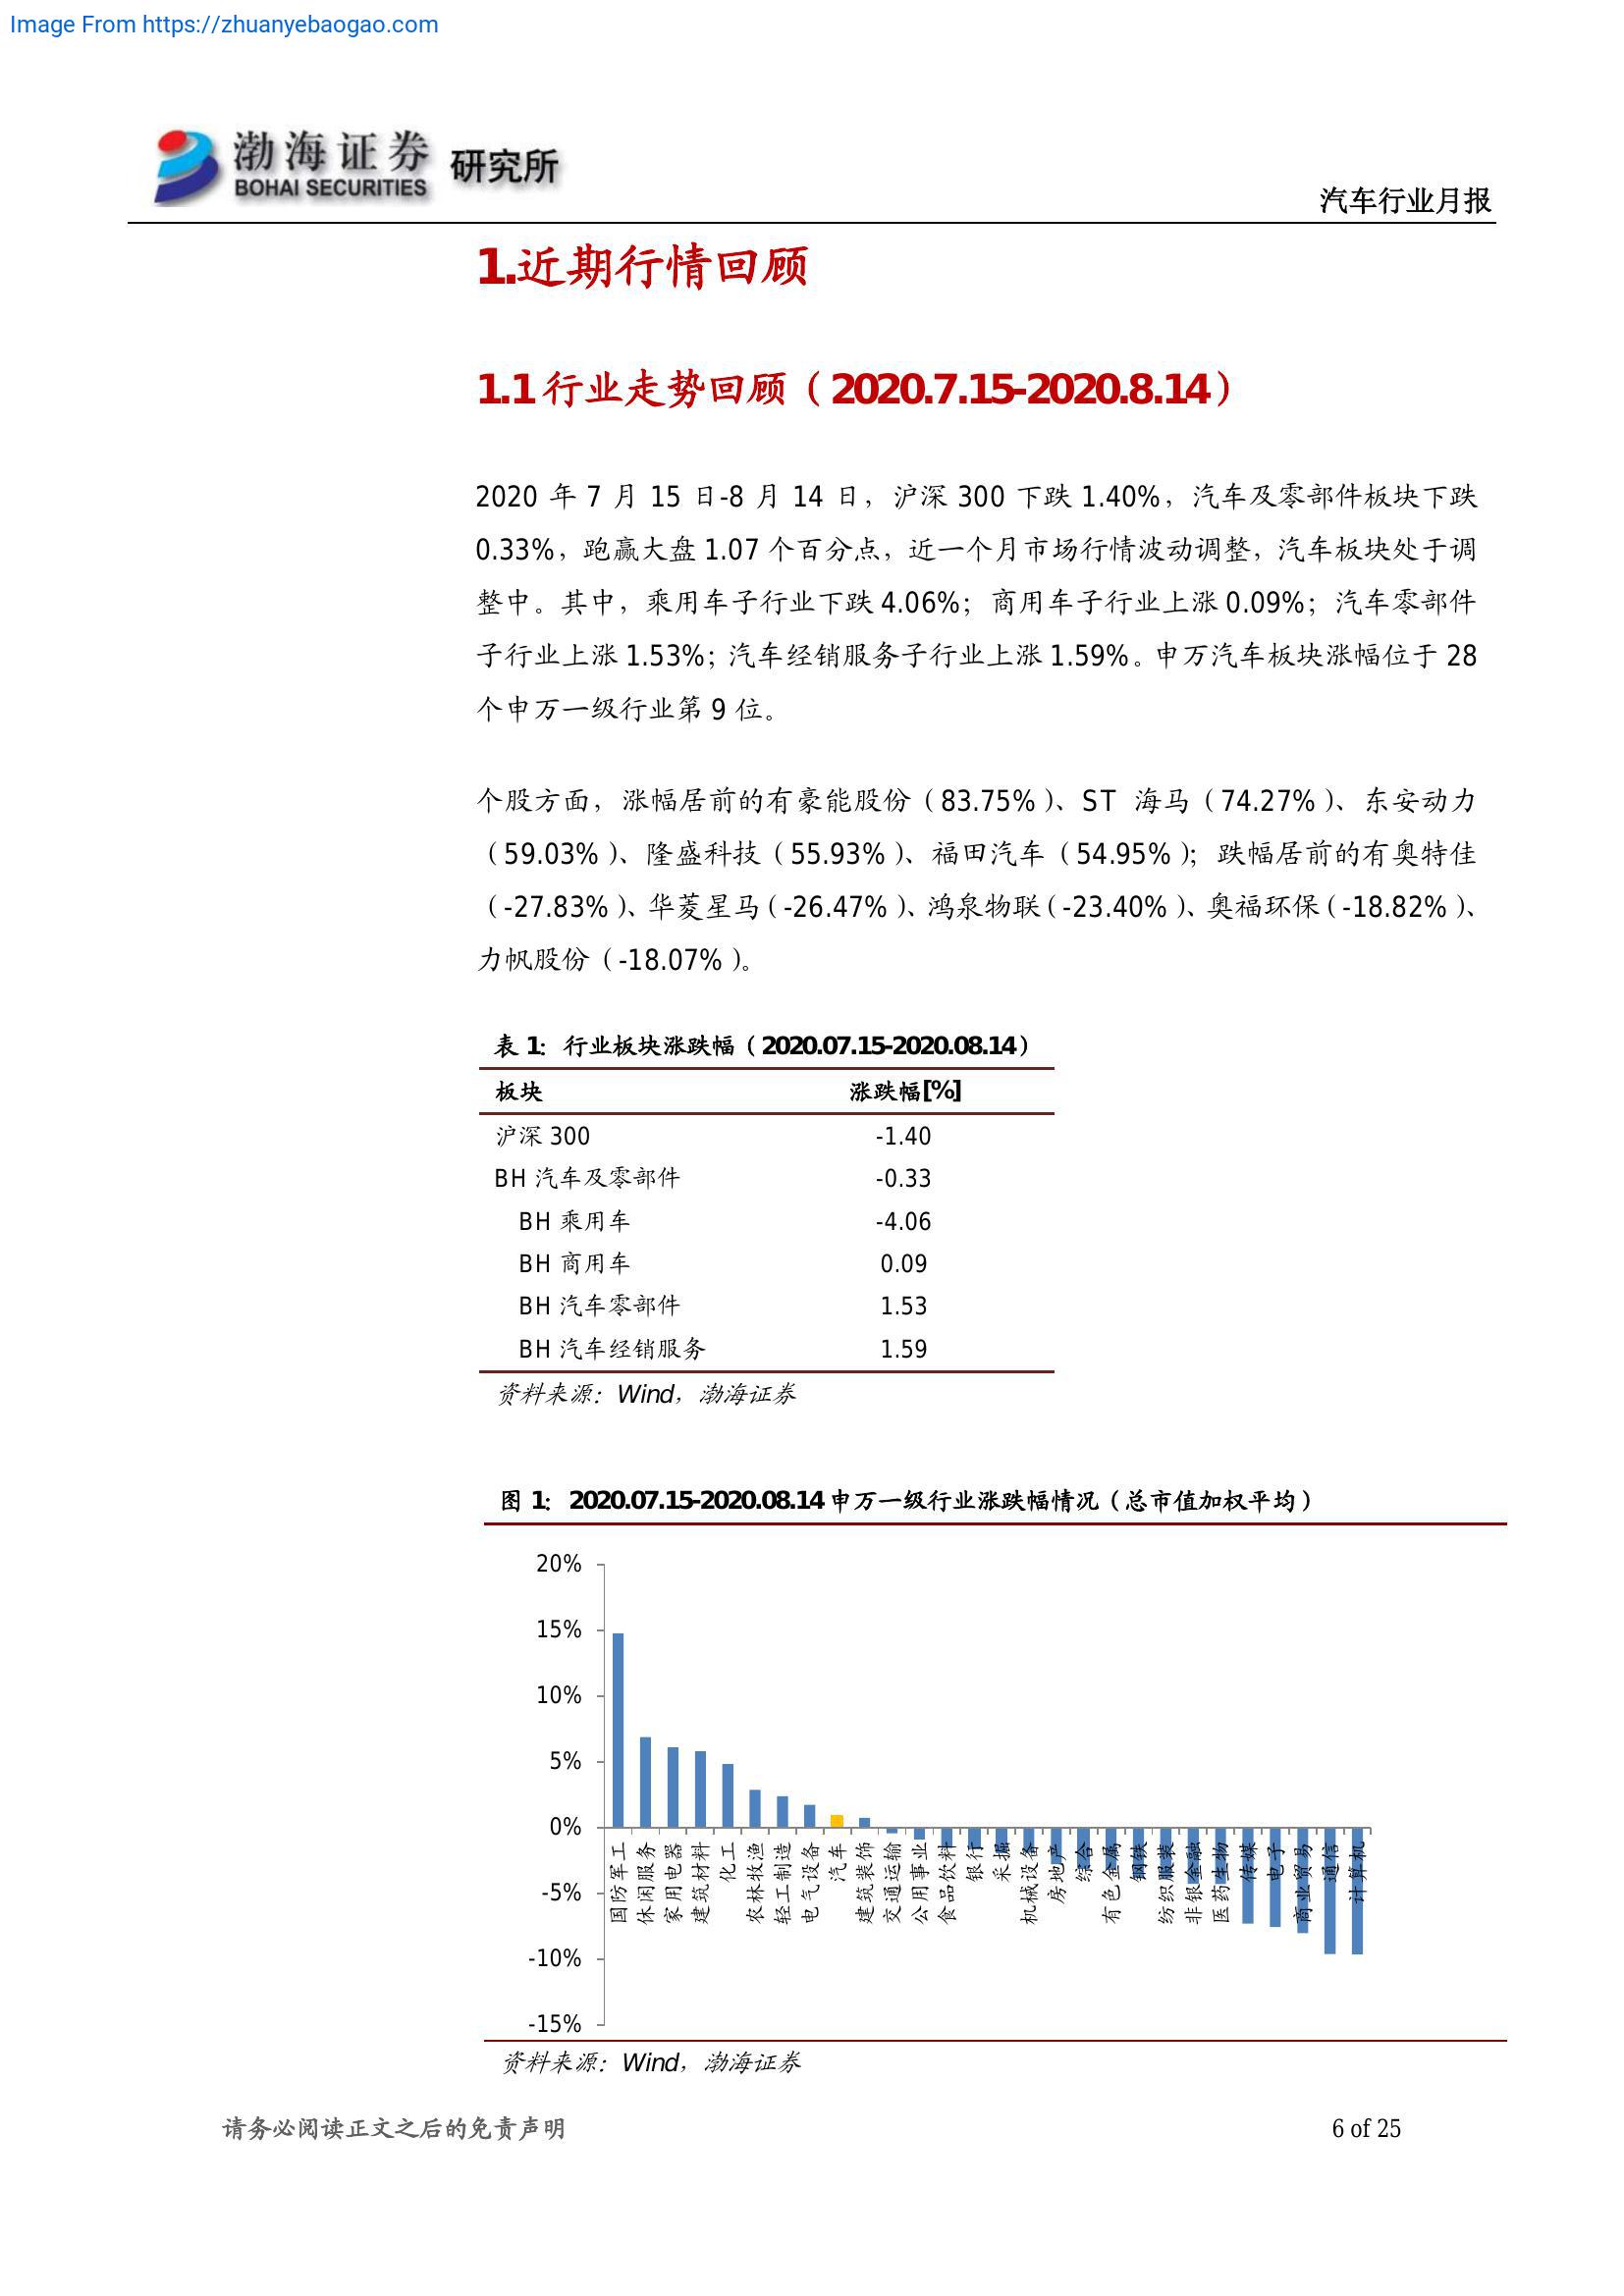 Image From https://zhuanyebaogao.com
渤海证券 研究所
BOHAI SECURITIES
汽车行业月报
1.近期行情回顾
1.1 行业走势回顾（2020.7.15-2020.8.14）
2020 年 7 月 15 日-8 月 14 日，沪深 300 下跌 1.40%，汽车及零部件板块下跌
0.33%，跑赢大盘 1.07 个百分点，近一个月市场行情波动调整，汽车板块处于调
整中。其中，乘用车子行业下跌 4.06%；商用车子行业上涨 0.09%；汽车零部件
子行业上涨 1.53%；汽车经销服务子行业上涨 1.59%。申万汽车板块涨幅位于 28
个申万一级行业第 9 位。
个股方面，涨幅居前的有豪能股份（83.75%）、ST 海马（74.27%）、东安动力
（59.03%）、隆盛科技（55.93%）、福田汽车（54.95%）；跌幅居前的有奥特佳
（-27.83%）、华菱星马（-26.47%）、鸿泉物联（-23.40%）、奥福环保（-18.82%）、
力帆股份（-18.07%）。
表 1：行业板块涨跌幅（2020.07.15-2020.08.14）
板块 涨跌幅[%]
沪深 300 -1.40
BH 汽车及零部件 -0.33
BH 乘用车 -4.06
BH 商用车 0.09
BH 汽车零部件 1.53
BH 汽车经销服务 1.59
资料来源：Wind，渤海证券
图 1：2020.07.15-2020.08.14 申万一级行业涨跌幅情况（总市值加权平均）
20%
15%
10%
5%
0%
-5%
-10%
-15%
国防军工
休闲服务
家用电器
建筑材料
化工
农林牧渔
轻工制造
电气设备
汽车
建筑装饰
交通运输
公用事业
食品饮料
银行
采掘
机械设备
房地产
综合
有色金属
钢铁
纺织服装
非银金融
医药生物
传媒
电子
商业贸易
通信
计算机
资料来源：Wind，渤海证券
请务必阅读正文之后的免责声明
6 of 25